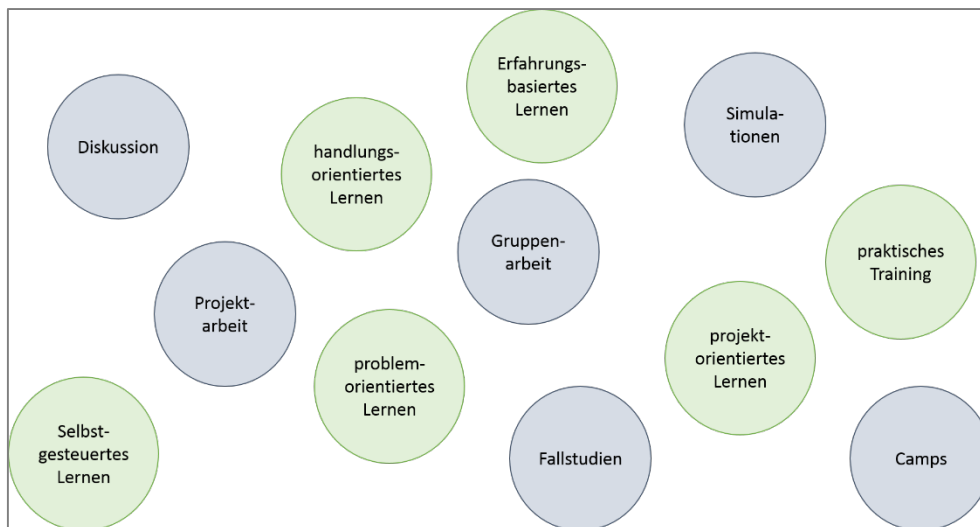 Erfahrungs-
basiertes
Lernen
Simula-
tionen
Diskussion
handlungs-
orientiertes
Lernen
Gruppen-
arbeit
praktisches
Training
Projekt-
arbeit
problem-
orientiertes
Lernen
projekt-
orientiertes
Lernen
Selbst-
gesteuertes
Lernen
Fallstudien
Camps